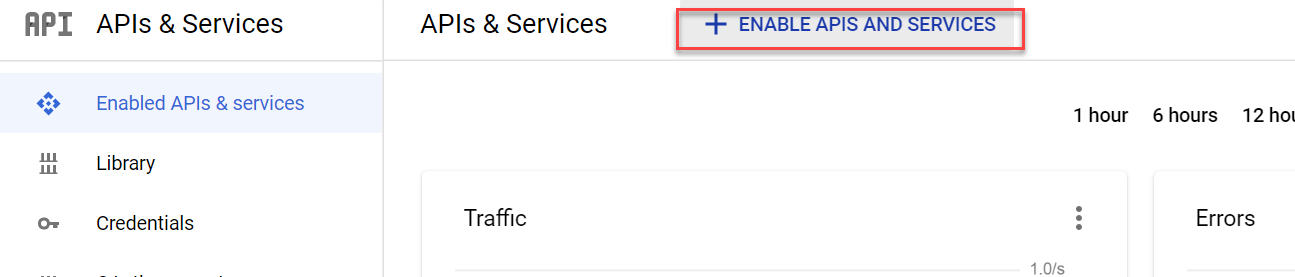 API APIs & Services
APIs & Services
ENABLE APIS AND SERVICES
Enabled APIs & services
Library
Credentials
1 hour 6 hours 12 hou
Traffic
1.0/s
Errors